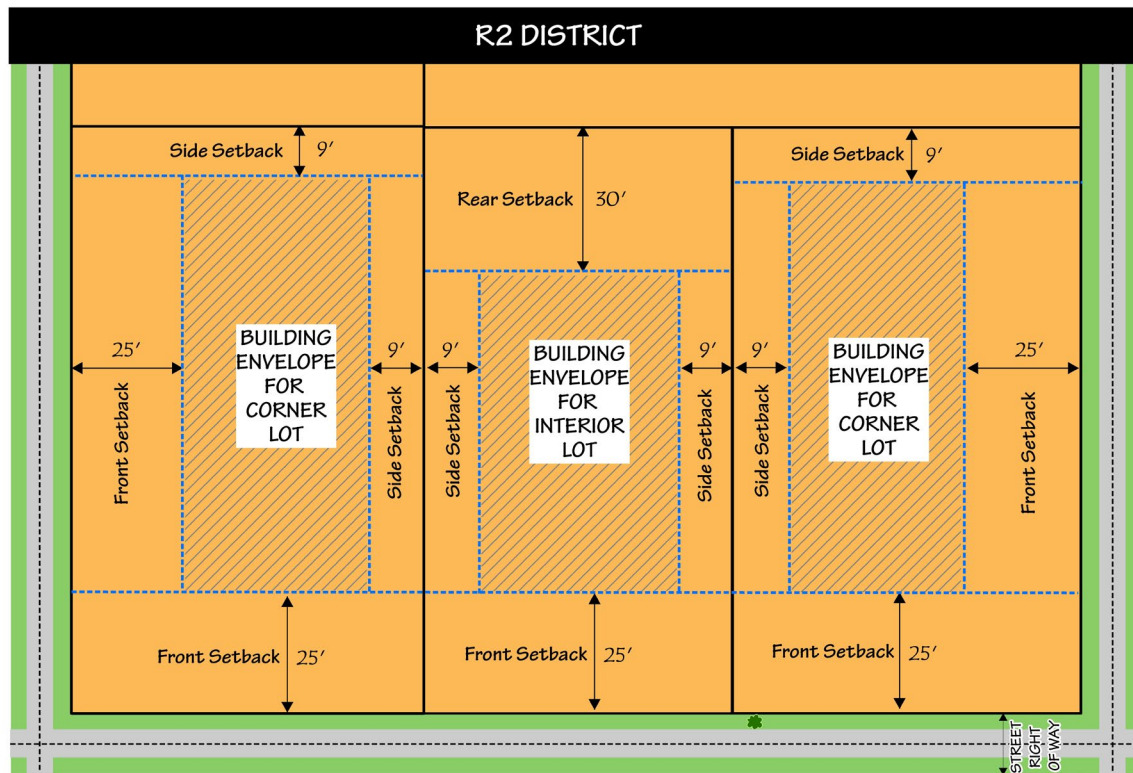 R2 DISTRICT
Side Setback 9'
Rear Setback 30'
Side Setback 9'
25'
Front Setback
BUILDING
ENVELOPE
FOR
CORNER
LOT
9'
Side Setback
9'
Side Setback
BUILDING
ENVELOPE
FOR
INTERIOR
LOT
9'
Side Setback
9'
Side Setback
BUILDING
ENVELOPE
FOR
CORNER
LOT
25'
Front Setback
Front Setback 25'
Front Setback 25'
Front Setback 25'
STREET
RIGHT
OF WAY